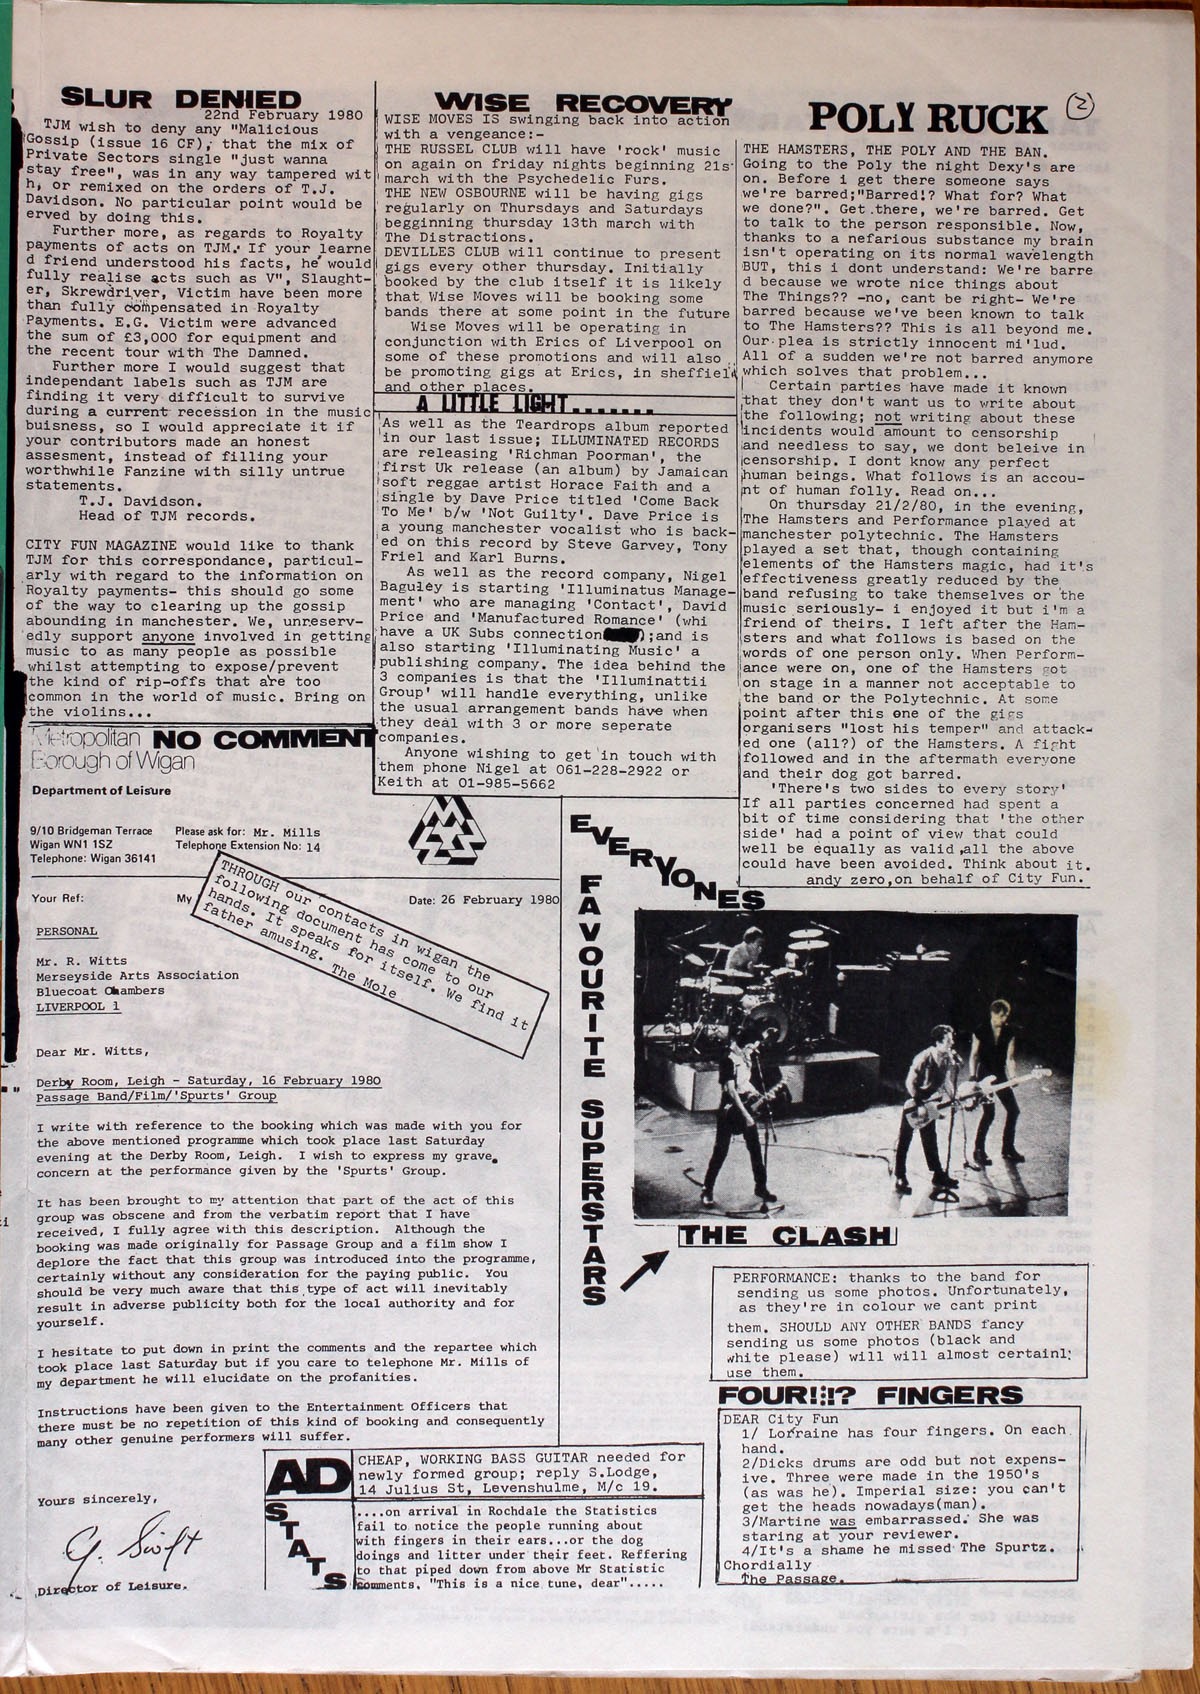 SLUR DENIED
22nd February 1980
TJM wish to deny any "Malicious
Gossip (issue 16 CF), that the mix of
Private Sectors single "just wanna
stay free", was in any way tampered wit
h, or remixed on the orders of T.J.
Davidson. No particular point would be
erved by doing this.
Further more, as regards to Royalty
payments of acts on TJM. If your learne
d friend understood his facts, he would
fully realise acts such as V", Slaught-
er, Skrewdriver, Victim have been more
than fully compensated in Royalty
Payments. E.G. Victim were advanced
the sum of £3,000 for equipment and
the recent tour with The Damned.
Further more I would suggest that
independant labels such as TJM are
finding it very difficult to survive
during a current recession in the music
buisness, so I would appreciate it if
your contributors made an honest
assesment, instead of filling your
worthwhile Fanzine with silly untrue
statements.
T.J. Davidson.
Head of TJM records.
CITY FUN MAGAZINE would like to thank
TJM for this correspondance, particul-
arly with regard to the information on
Royalty payments- this should go some
of the way to clearing up the gossip
abounding in manchester. We, unreserv-
edly support anyone involved in getting
music to as many people as possible
whilst attempting to expose/prevent
the kind of rip-offs that are too
common in the world of music. Bring on
the violins...
WISE RECOVERY
WISE MOVES IS swinging back into action
with a vengeance:-
THE RUSSEL CLUB will have 'rock' music
on again on friday nights beginning 21s
march with the Psychedelic Furs.
THE NEW OSBOURNE will be having gigs
regularly on Thursdays and Saturdays
begginning thursday 13th march with
The Distractions.
DEVILLES CLUB will continue to present
gigs every other thursday. Initially
booked by the club itself it is likely
that Wise Moves will be booking some
bands there at some point in the future
Wise Moves will be operating in
conjunction with Erics of Liverpool on
some of these promotions and will also
be promoting gigs at Erics, in sheffield
and other places.
A LITTLE LIGHT.......
As well as the Teardrops album reported
in our last issue; ILLUMINATED RECORDS
are releasing 'Richman Poorman', the
first Uk release (an album) by Jamaican
soft reggae artist Horace Faith and a
single by Dave Price titled 'Come Back
To Me' b/w 'Not Guilty'. Dave Price is
a young manchester vocalist who is back-
ed on this record by Steve Garvey, Tony
Friel and Karl Burns.
As well as the record company, Nigel
Baguley is starting 'Illuminatus Manage-
ment' who are managing 'Contact', David
Price and 'Manufactured Romance' (whi
have a UK Subs connection );and is
also starting 'Illuminating Music' a
publishing company. The idea behind the
3 companies is that the 'Illuminattii
Group' will handle everything, unlike
the usual arrangement bands have when
they deal with 3 or more seperate
companies.
Anyone wishing to get in touch with
them phone Nigel at 061-228-2922 or
Keith at 01-985-5662
POLY RUCK
2
THE HAMSTERS, THE POLY AND THE BAN.
Going to the Poly the night Dexy's are
on. Before i get there someone says
we're barred;"Barred!? What for? What
we done?". Get there, we're barred. Get
to talk to the person responsible. Now,
thanks to a nefarious substance my brain
isn't operating on its normal wavelength
BUT, this i dont understand: We're barre
d because we wrote nice things about
The Things?? -no, cant be right- We're
barred because we've been known to talk
to The Hamsters?? This is all beyond me.
Our plea is strictly innocent mi'lud.
All of a sudden we're not barred anymore
which solves that problem...
Certain parties have made it known
that they don't want us to write about
the following; not writing about these
incidents would amount to censorship
and needless to say, we dont beleive in
censorship. I dont know any perfect
human beings. What follows is an accou-
nt of human folly. Read on...
On thursday 21/2/80, in the evening,
The Hamsters and Performance played at
manchester polytechnic. The Hamsters
played a set that, though containing
elements of the Hamsters magic, had it's
effectiveness greatly reduced by the
band refusing to take themselves or the
music seriously- i enjoyed it but i'm a
friend of theirs. I left after the Ham-
sters and what follows is based on the
words of one person only. When Perform-
ance were on, one of the Hamsters got
on stage in a manner not acceptable to
the band or the Polytechnic. At some
point after this one of the gigs
organisers "lost his temper" and attack-
ed one (all?) of the Hamsters. A fight
followed and in the aftermath everyone
and their dog got barred.
'There's two sides to every story'
If all parties concerned had spent a
bit of time considering that 'the other
side' had a point of view that could
well be equally as valid ,all the above
could have been avoided. Think about it.
andy zero,on behalf of City Fun.
NO COMMENT
Metropolitan
Borough of Wigan
Department of Leisure
9/10 Bridgeman Terrace
Wigan WN1 1SZ
Telephone: Wigan 36141
Please ask for: Mr. Mills
Telephone Extension No: 14
Your Ref:
My
Date: 26 February 1980
THROUGH our contacts in wigan the
following document has come to our
hands. It speaks for itself. We find it
father amusing. The Mole
PERSONAL
Mr. R. Witts
Merseyside Arts Association
Bluecoat Chambers
LIVERPOOL 1
Dear Mr. Witts,
Derby Room, Leigh - Saturday, 16 February 1980
Passage Band/Film/'Spurts' Group
I write with reference to the booking which was made with you for
the above mentioned programme which took place last Saturday
evening at the Derby Room, Leigh. I wish to express my grave
concern at the performance given by the 'Spurts' Group.
It has been brought to my attention that part of the act of this
group was obscene and from the verbatim report that I have
received, I fully agree with this description. Although the
booking was made originally for Passage Group and a film show I
deplore the fact that this group was introduced into the programme,
certainly without any consideration for the paying public. You
should be very much aware that this type of act will inevitably
result in adverse publicity both for the local authority and for
yourself.
I hesitate to put down in print the comments and the repartee which
took place last Saturday but if you care to telephone Mr. Mills of
my department he will elucidate on the profanities.
Instructions have been given to the Entertainment Officers that
there must be no repetition of this kind of booking and consequently
many other genuine performers will suffer.
Yours sincerely,
G. Swift
Director of Leisure.
EVERYONES
FAVOURITE SUPERSTARS
THE CLASH
PERFORMANCE: thanks to the band for
sending us some photos. Unfortunately,
as they're in colour we cant print
them. SHOULD ANY OTHER BANDS fancy
sending us some photos (black and
white please) will will almost certainl
use them.
FOUR!!!? FINGERS
DEAR City Fun
1/ Lorraine has four fingers. On each
hand.
2/Dicks drums are odd but not expens-
ive. Three were made in the 1950's
(as was he). Imperial size: you can't
get the heads nowadays(man).
3/Martine was embarrassed. She was
staring at your reviewer.
4/It's a shame he missed The Spurtz.
Chordially
The Passage.
AD
CHEAP, WORKING BASS GUITAR needed for
newly formed group; reply S.Lodge,
14 Julius St, Levenshulme, M/c 19.
STATS
....on arrival in Rochdale the Statistics
fail to notice the people running about
with fingers in their ears...or the dog
doings and litter under their feet. Reffering
to that piped down from above Mr Statistic
comments. "This is a nice tune, dear".....